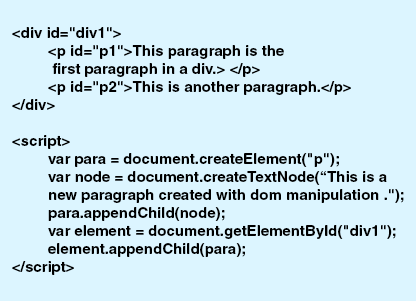 <div id="div1">
<p id="p1">This paragraph is the
first paragraph in a div.> </p>
<p id="p2">This is another paragraph.</p>
</div>
<script>
var para = document.createElement("p");
var node = document.createTextNode(“This is a
new paragraph created with dom manipulation .");
para.appendChild(node);
var element = document.getElementById("div1");
element.appendChild(para);
</script>